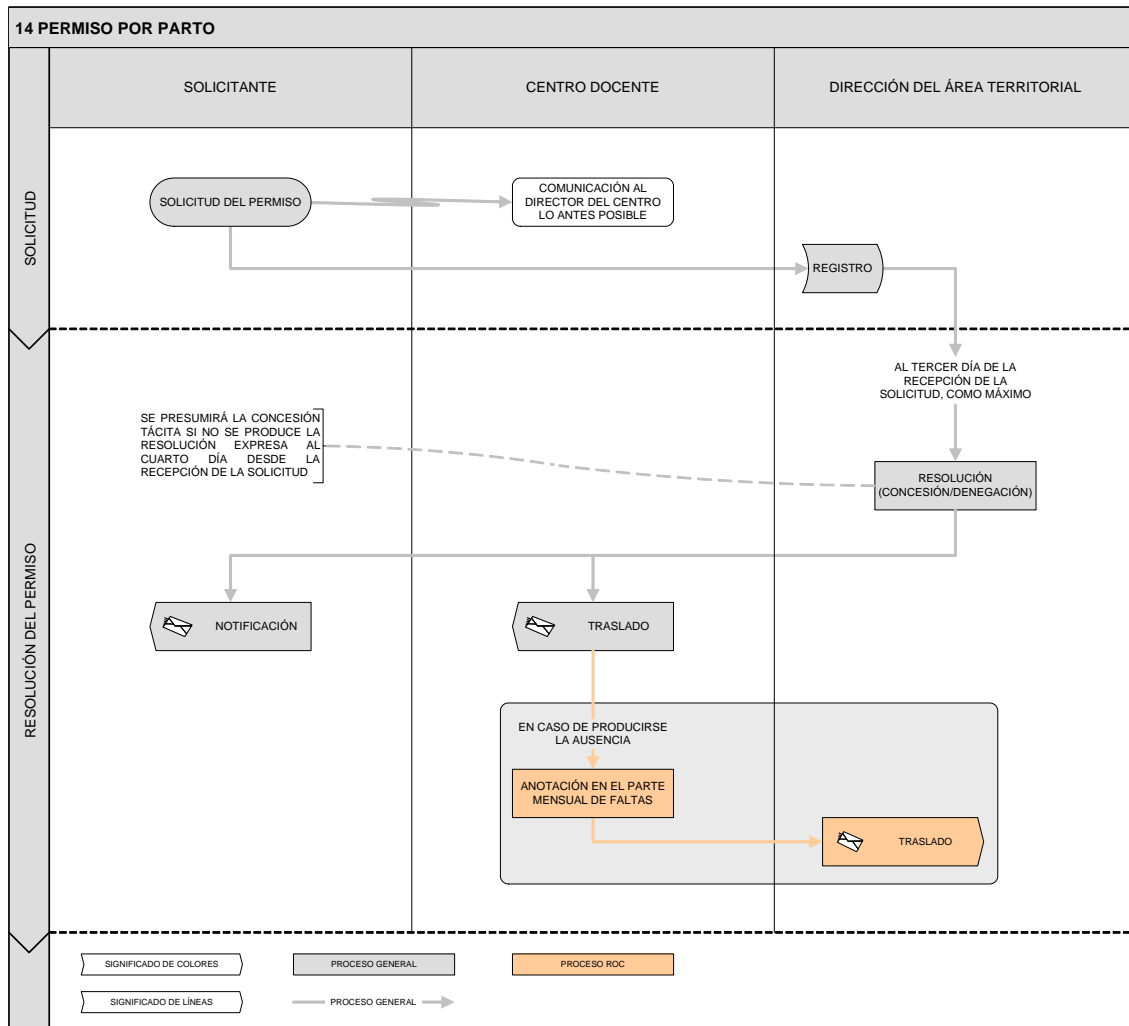 14 PERMISO POR PARTO
SOLICITANTE
CENTRO DOCENTE
DIRECCIÓN DEL ÁREA TERRITORIAL
SOLICITUD
SOLICITUD DEL PERMISO
COMUNICACIÓN AL
DIRECTOR DEL CENTRO
LO ANTES POSIBLE
REGISTRO
RESOLUCIÓN DEL PERMISO
AL TERCER DÍA DE LA
RECEPCIÓN DE LA
SOLICITUD, COMO MÁXIMO
SE PRESUMIRÁ LA CONCESIÓN
TÁCITA SI NO SE PRODUCE LA
RESOLUCIÓN EXPRESA AL
CUARTO DÍA DESDE LA
RECEPCIÓN DE LA SOLICITUD
RESOLUCIÓN
(CONCESIÓN/DENEGACIÓN)
NOTIFICACIÓN
TRASLADO
EN CASO DE PRODUCIRSE
LA AUSENCIA
ANOTACIÓN EN EL PARTE
MENSUAL DE FALTAS
TRASLADO
SIGNIFICADO DE COLORES
PROCESO GENERAL
PROCESO ROC
SIGNIFICADO DE LÍNEAS
PROCESO GENERAL